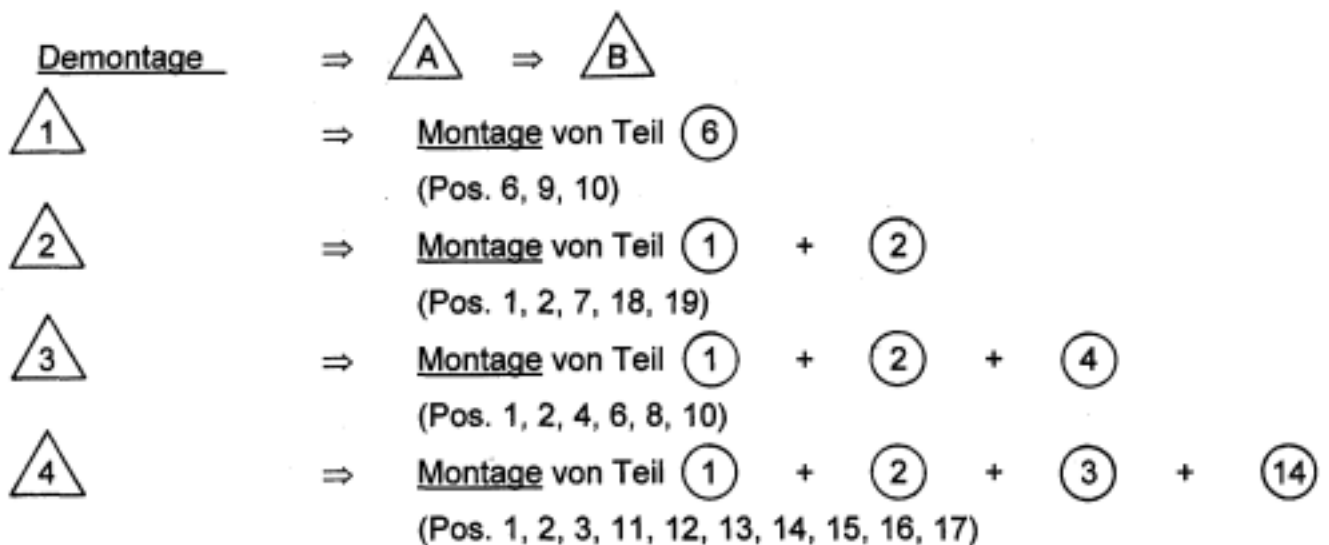 Demontage ⇒ A ⇒ B
1 ⇒ Montage von Teil 6
(Pos. 6, 9, 10)
2 ⇒ Montage von Teil 1 + 2
(Pos. 1, 2, 7, 18, 19)
3 ⇒ Montage von Teil 1 + 2 + 4
(Pos. 1, 2, 4, 6, 8, 10)
4 ⇒ Montage von Teil 1 + 2 + 3 + 14
(Pos. 1, 2, 3, 11, 12, 13, 14, 15, 16, 17)